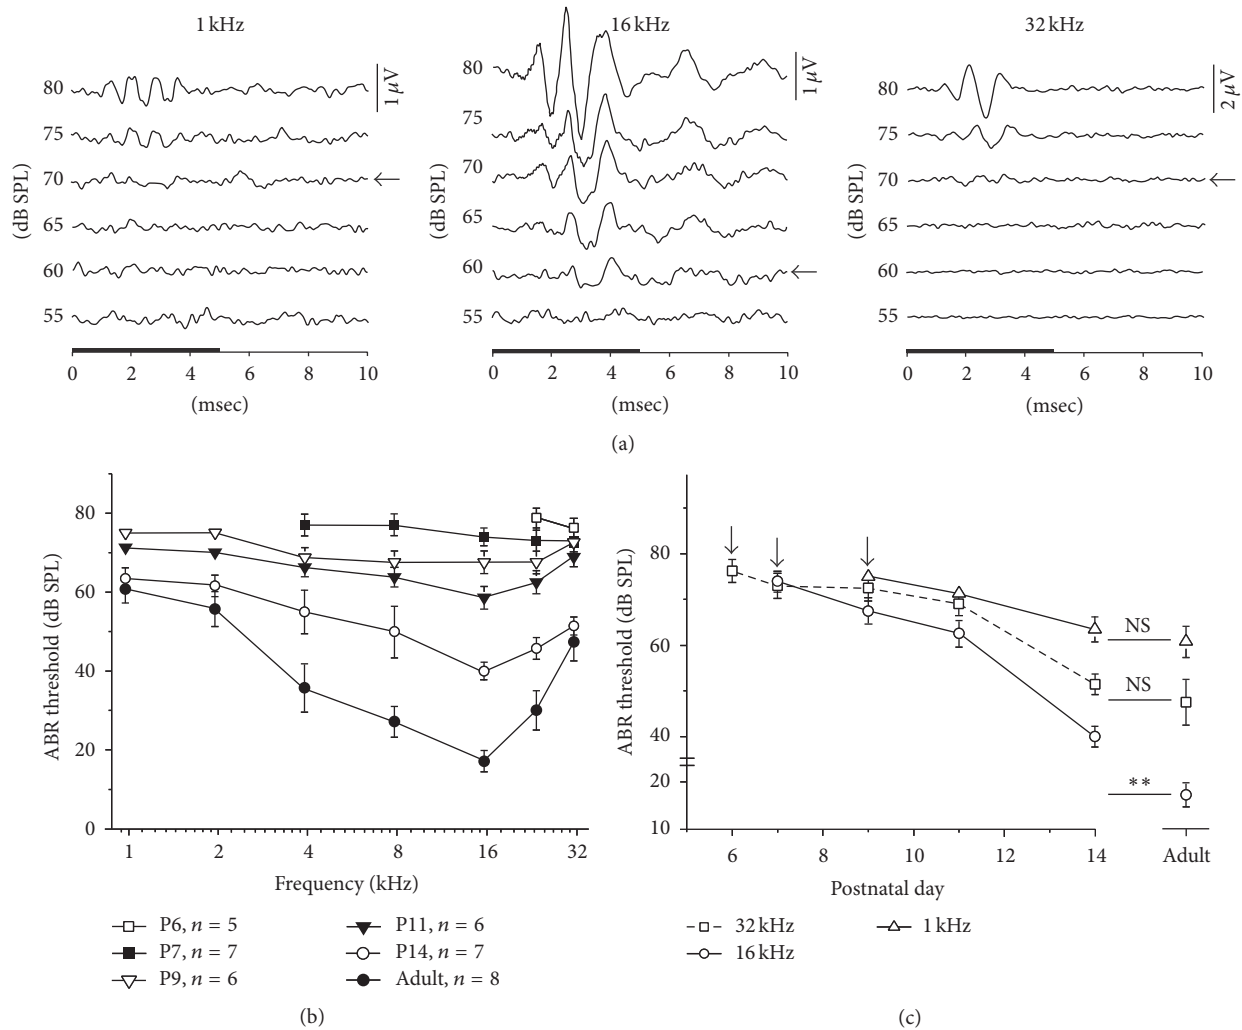 1 kHz
16 kHz
32 kHz
(dB SPL)
80
75
70
65
60
55
1 μV
0 2 4 6 8 10
(msec)
(dB SPL)
80
75
70
65
60
55
1 μV
0 2 4 6 8 10
(msec)
(dB SPL)
80
75
70
65
60
55
2 μV
0 2 4 6 8 10
(msec)
(a)
ABR threshold (dB SPL)
80
60
40
20
0
1 2 4 8 16 32
Frequency (kHz)
P6, n = 5
P7, n = 7
P9, n = 6
P11, n = 6
P14, n = 7
Adult, n = 8
(b)
ABR threshold (dB SPL)
80
60
40
20
10
NS
NS
**
6 8 10 12 14 Adult
Postnatal day
32 kHz
16 kHz
1 kHz
(c)